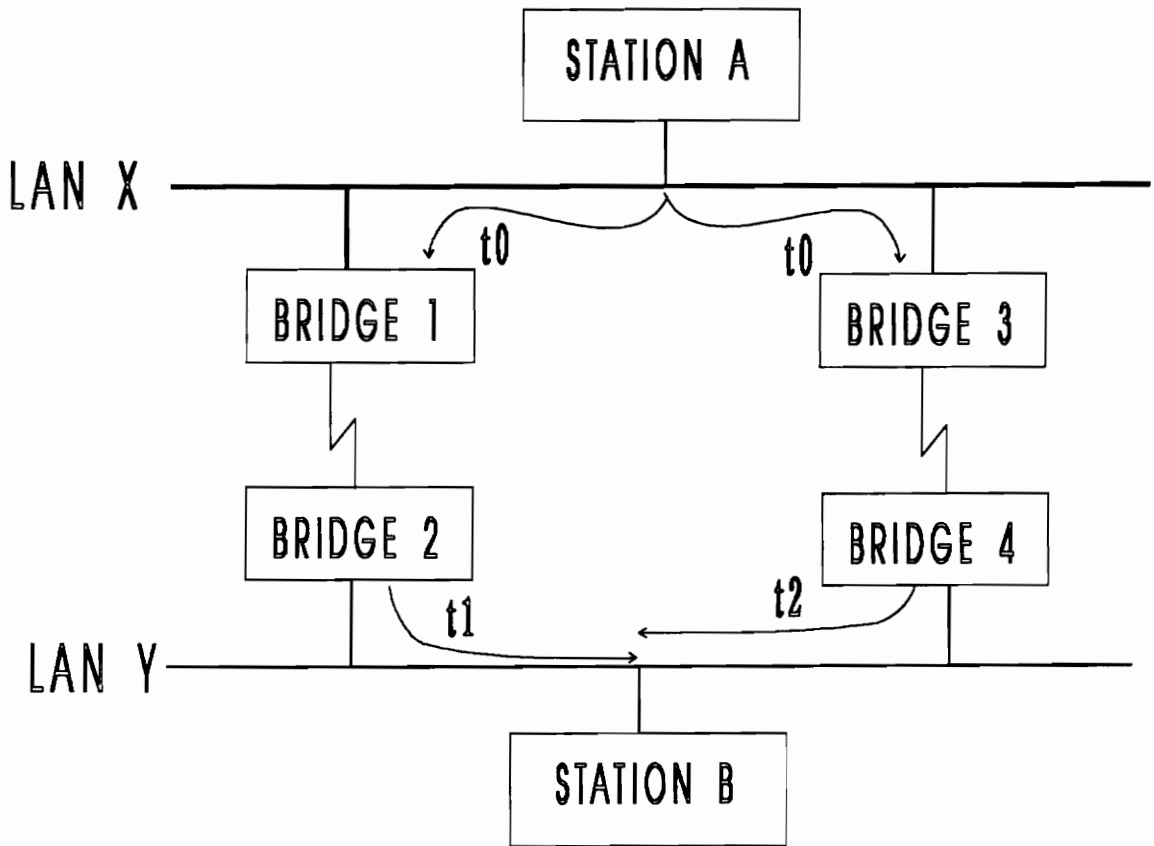 STATION A
LAN X
t0
t0
BRIDGE 1
BRIDGE 3
BRIDGE 2
BRIDGE 4
t1
t2
LAN Y
STATION B